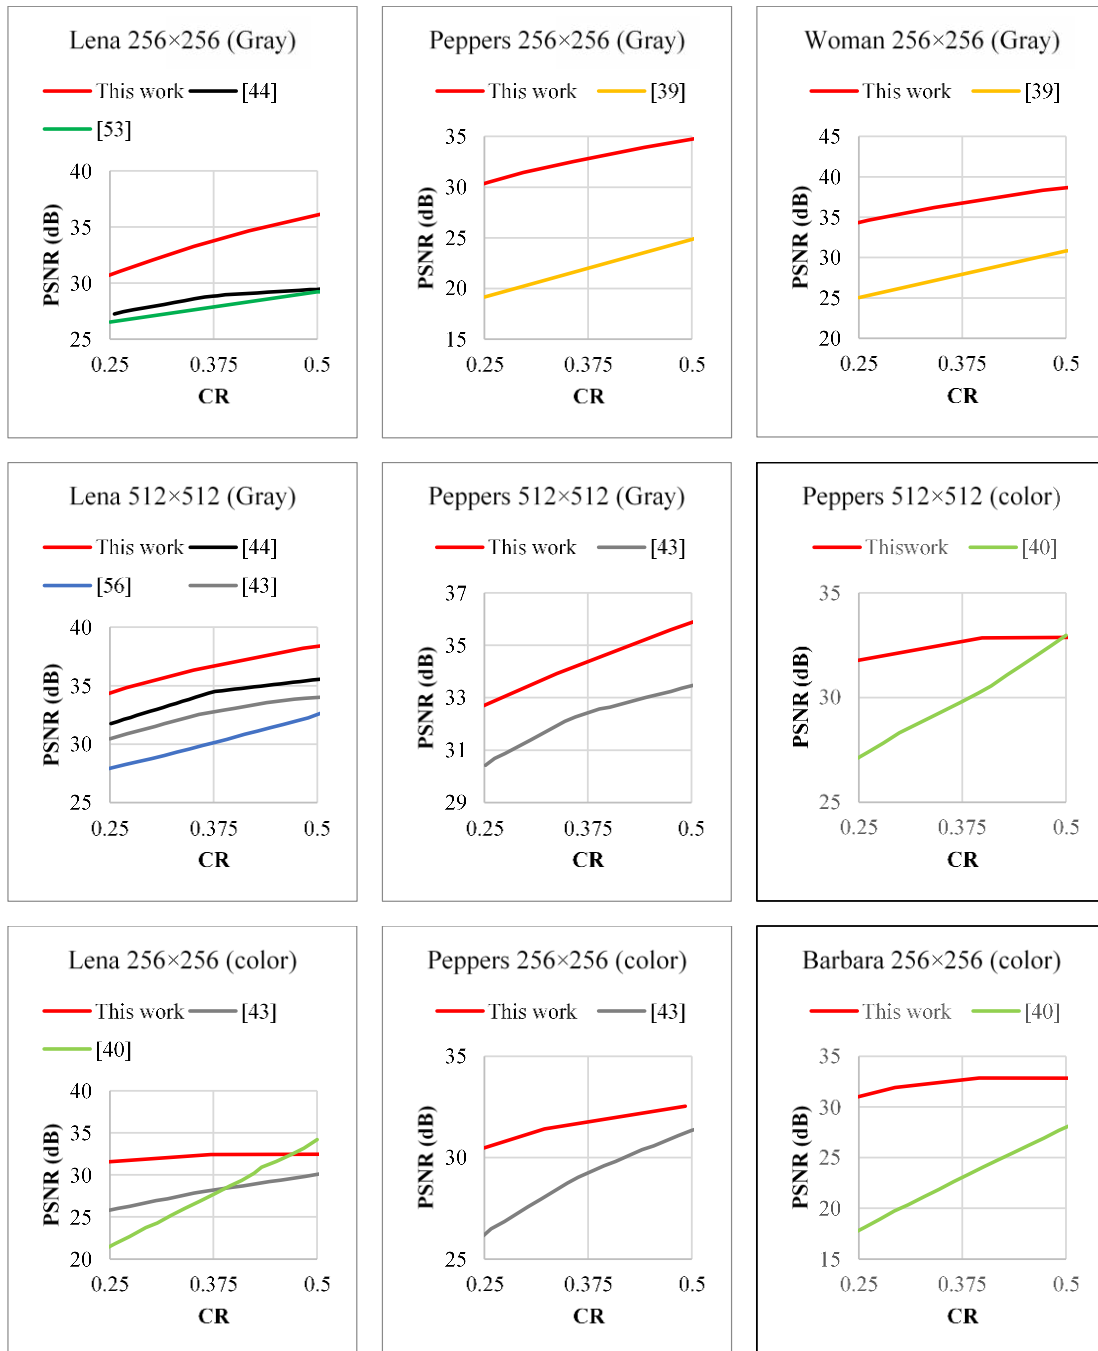 Lena 256×256 (Gray)
This work [44]
[53]
40
35
30
25
PSNR (dB)
0.25 0.375 0.5
CR
Peppers 256×256 (Gray)
This work [39]
35
30
25
20
15
PSNR (dB)
0.25 0.375 0.5
CR
Woman 256×256 (Gray)
This work [39]
45
40
35
30
25
20
PSNR (dB)
0.25 0.375 0.5
CR
Lena 512×512 (Gray)
This work [44]
[56] [43]
40
35
30
25
PSNR (dB)
0.25 0.375 0.5
CR
Peppers 512×512 (Gray)
This work [43]
37
35
33
31
29
PSNR (dB)
0.25 0.375 0.5
CR
Peppers 512×512 (color)
Thiswork [40]
35
30
25
PSNR (dB)
0.25 0.375 0.5
CR
Lena 256×256 (color)
This work [43]
[40]
40
35
30
25
20
PSNR (dB)
0.25 0.375 0.5
CR
Peppers 256×256 (color)
This work [43]
35
30
25
PSNR (dB)
0.25 0.375 0.5
CR
Barbara 256×256 (color)
This work [40]
35
30
25
20
15
PSNR (dB)
0.25 0.375 0.5
CR